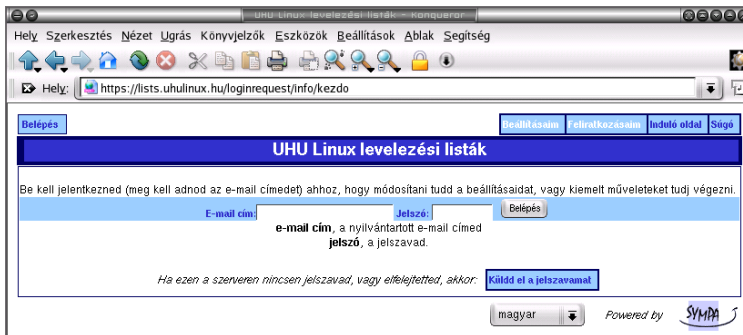 UHU Linux levelezési listák - Konqueror
Hely Szerkesztés Nézet Ugrás Könyvjelzők Eszközök Beállítások Ablak Segítség
Hely: https://lists.uhulinux.hu/loginrequest/info/kezdo
Belépés Beállításaim Feliratkozásaim Induló oldal Súgó
UHU Linux levelezési listák
Be kell jelentkezned (meg kell adnod az e-mail címedet) ahhoz, hogy módosítani tudd a beállításaidat, vagy kiemelt műveleteket tudj végezni.
E-mail cím: Jelszó: Belépés
e-mail cím, a nyilvántartott e-mail címed
jelszó, a jelszavad.
Ha ezen a szerveren nincsen jelszavad, vagy elfelejtetted, akkor: Küldd el a jelszavamat
magyar Powered by SYMPA